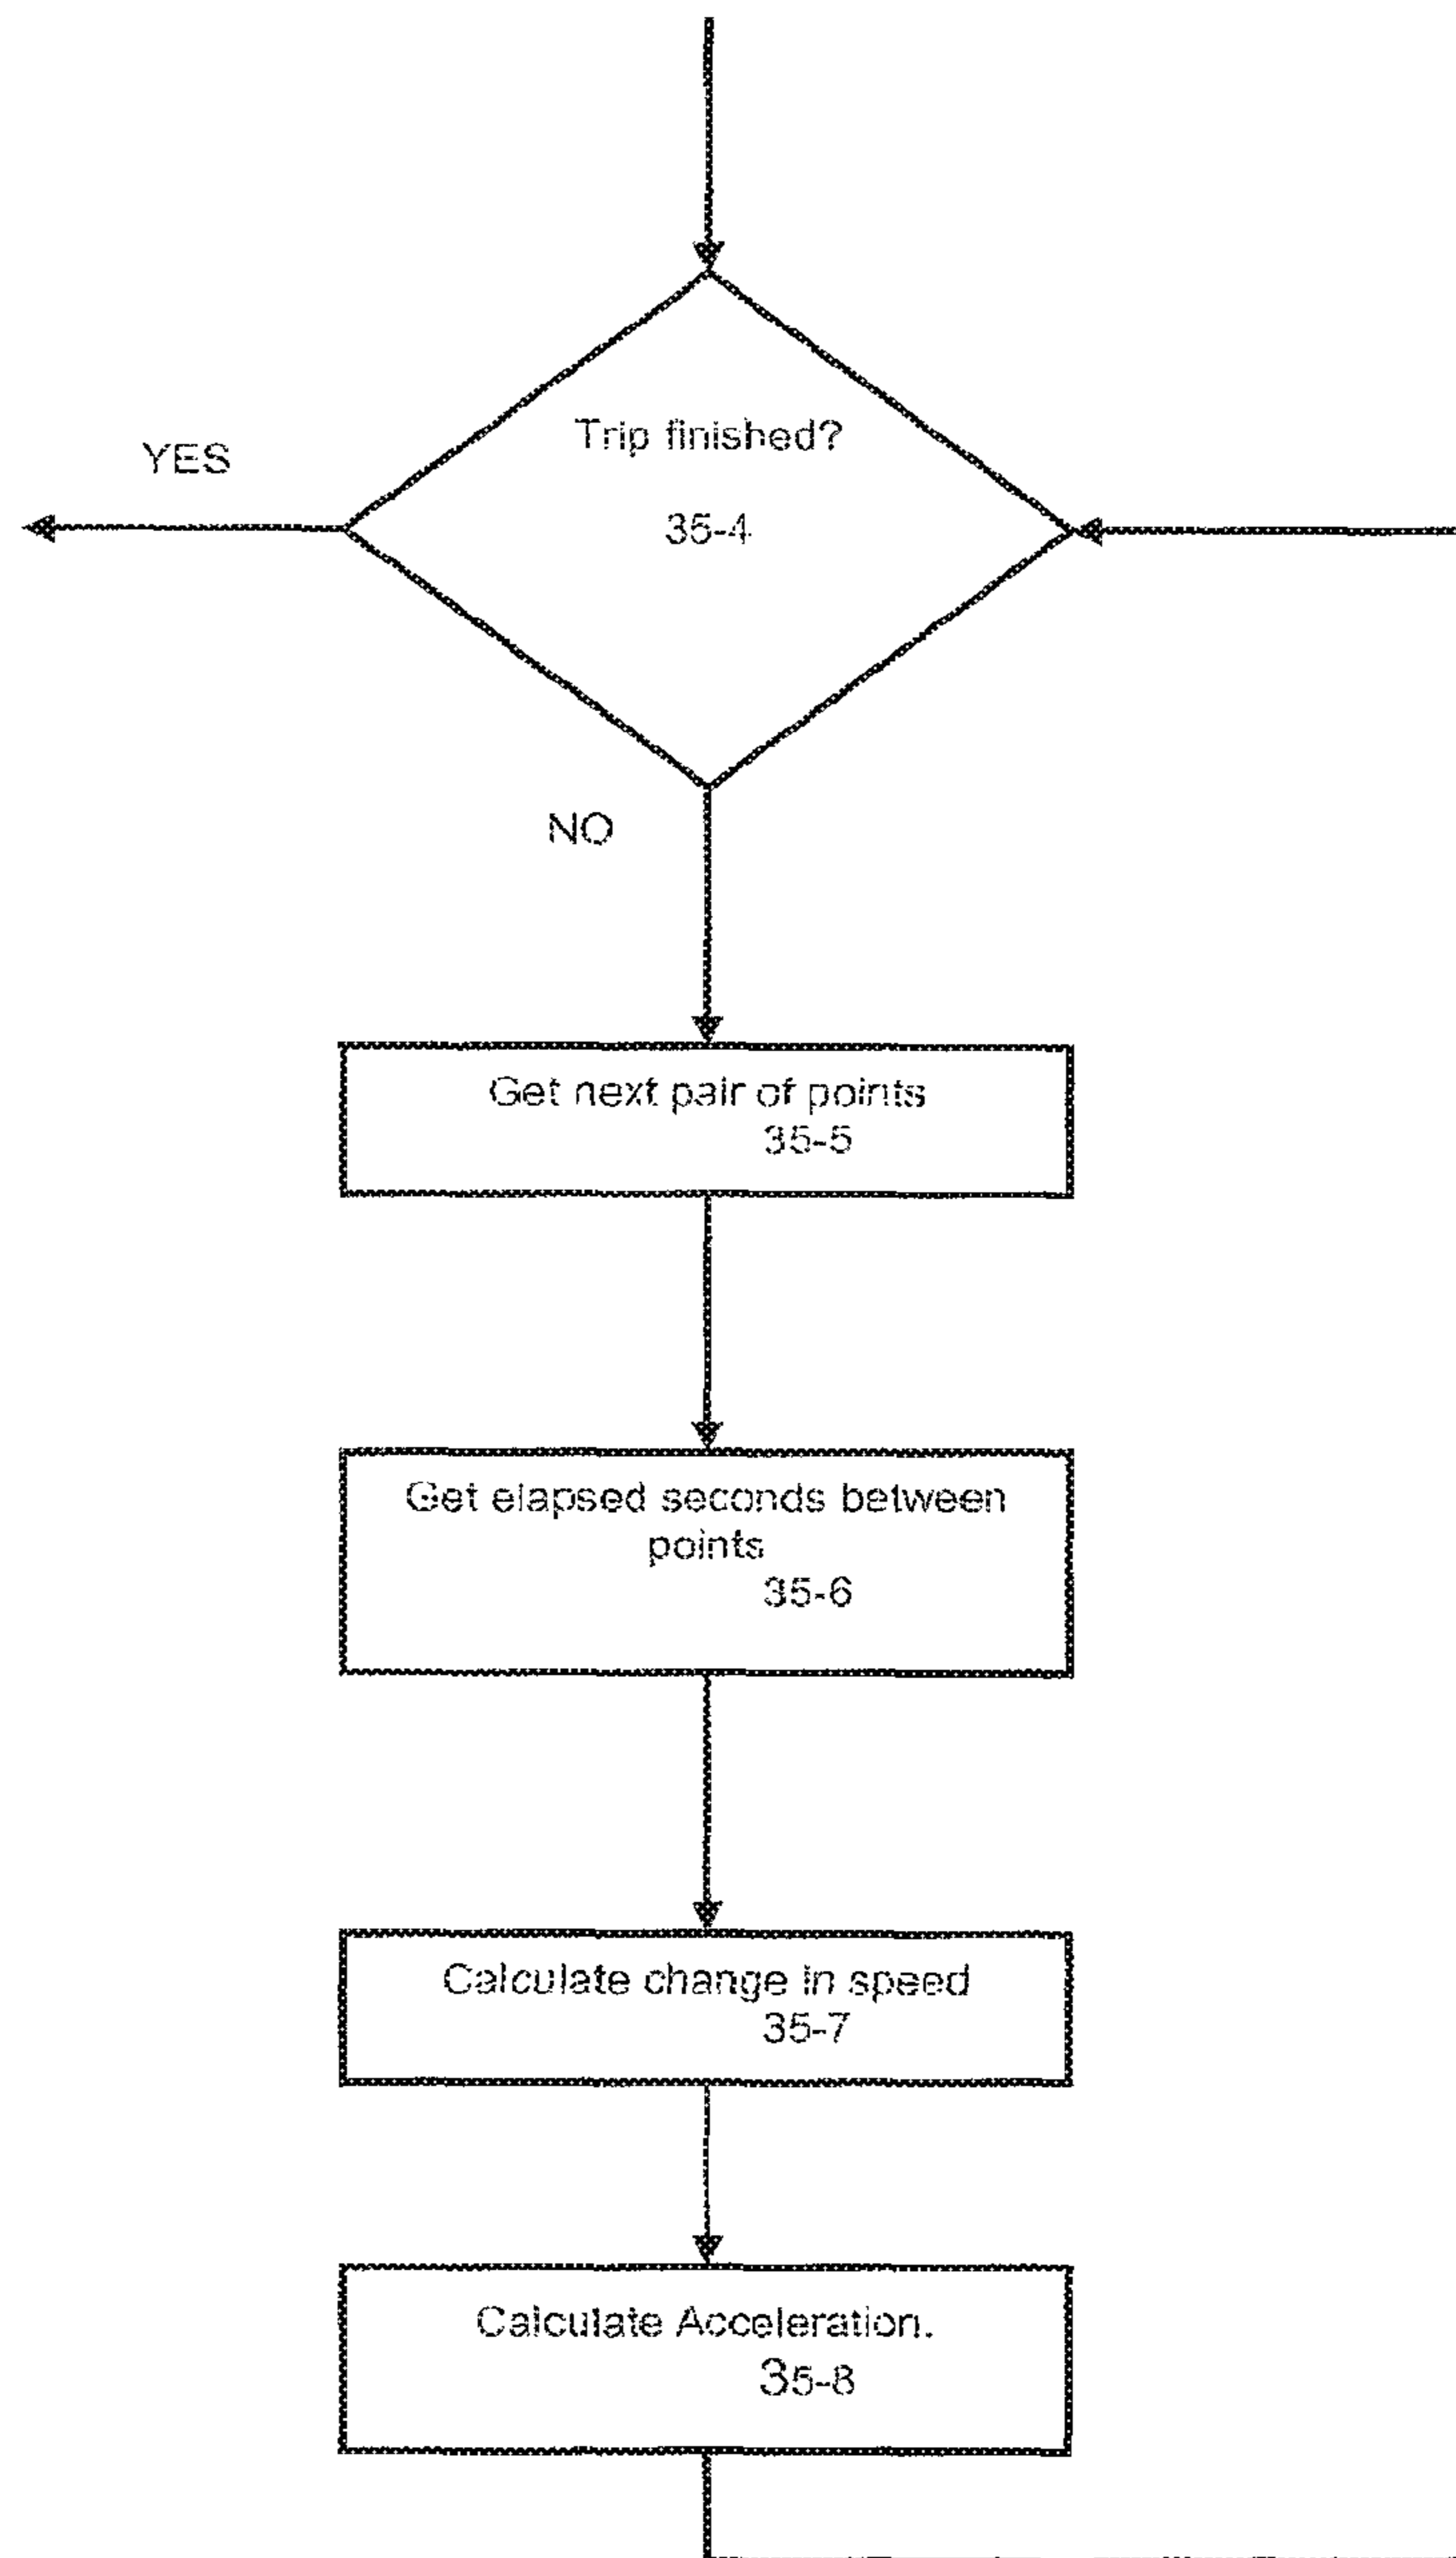 Trip finished?
YES
35-4
NO
Get next pair of points
35-5
Get elapsed seconds between
points
35-6
Calculate change in speed
35-7
Calculate Acceleration.
35-8